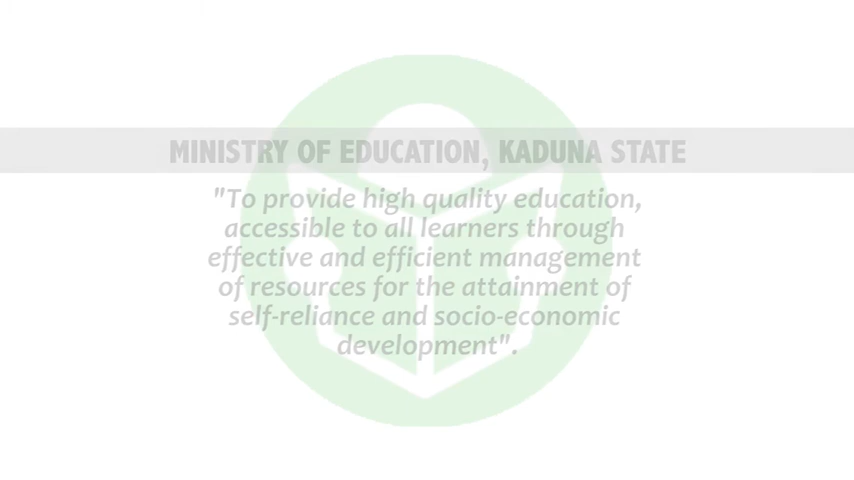 MINISTRY OF EDUCATION, KADUNA STATE
"To provide high quality education,
accessible to all learners through
effective and efficient management
of resources for the attainment of
self-reliance and socio-economic
development".